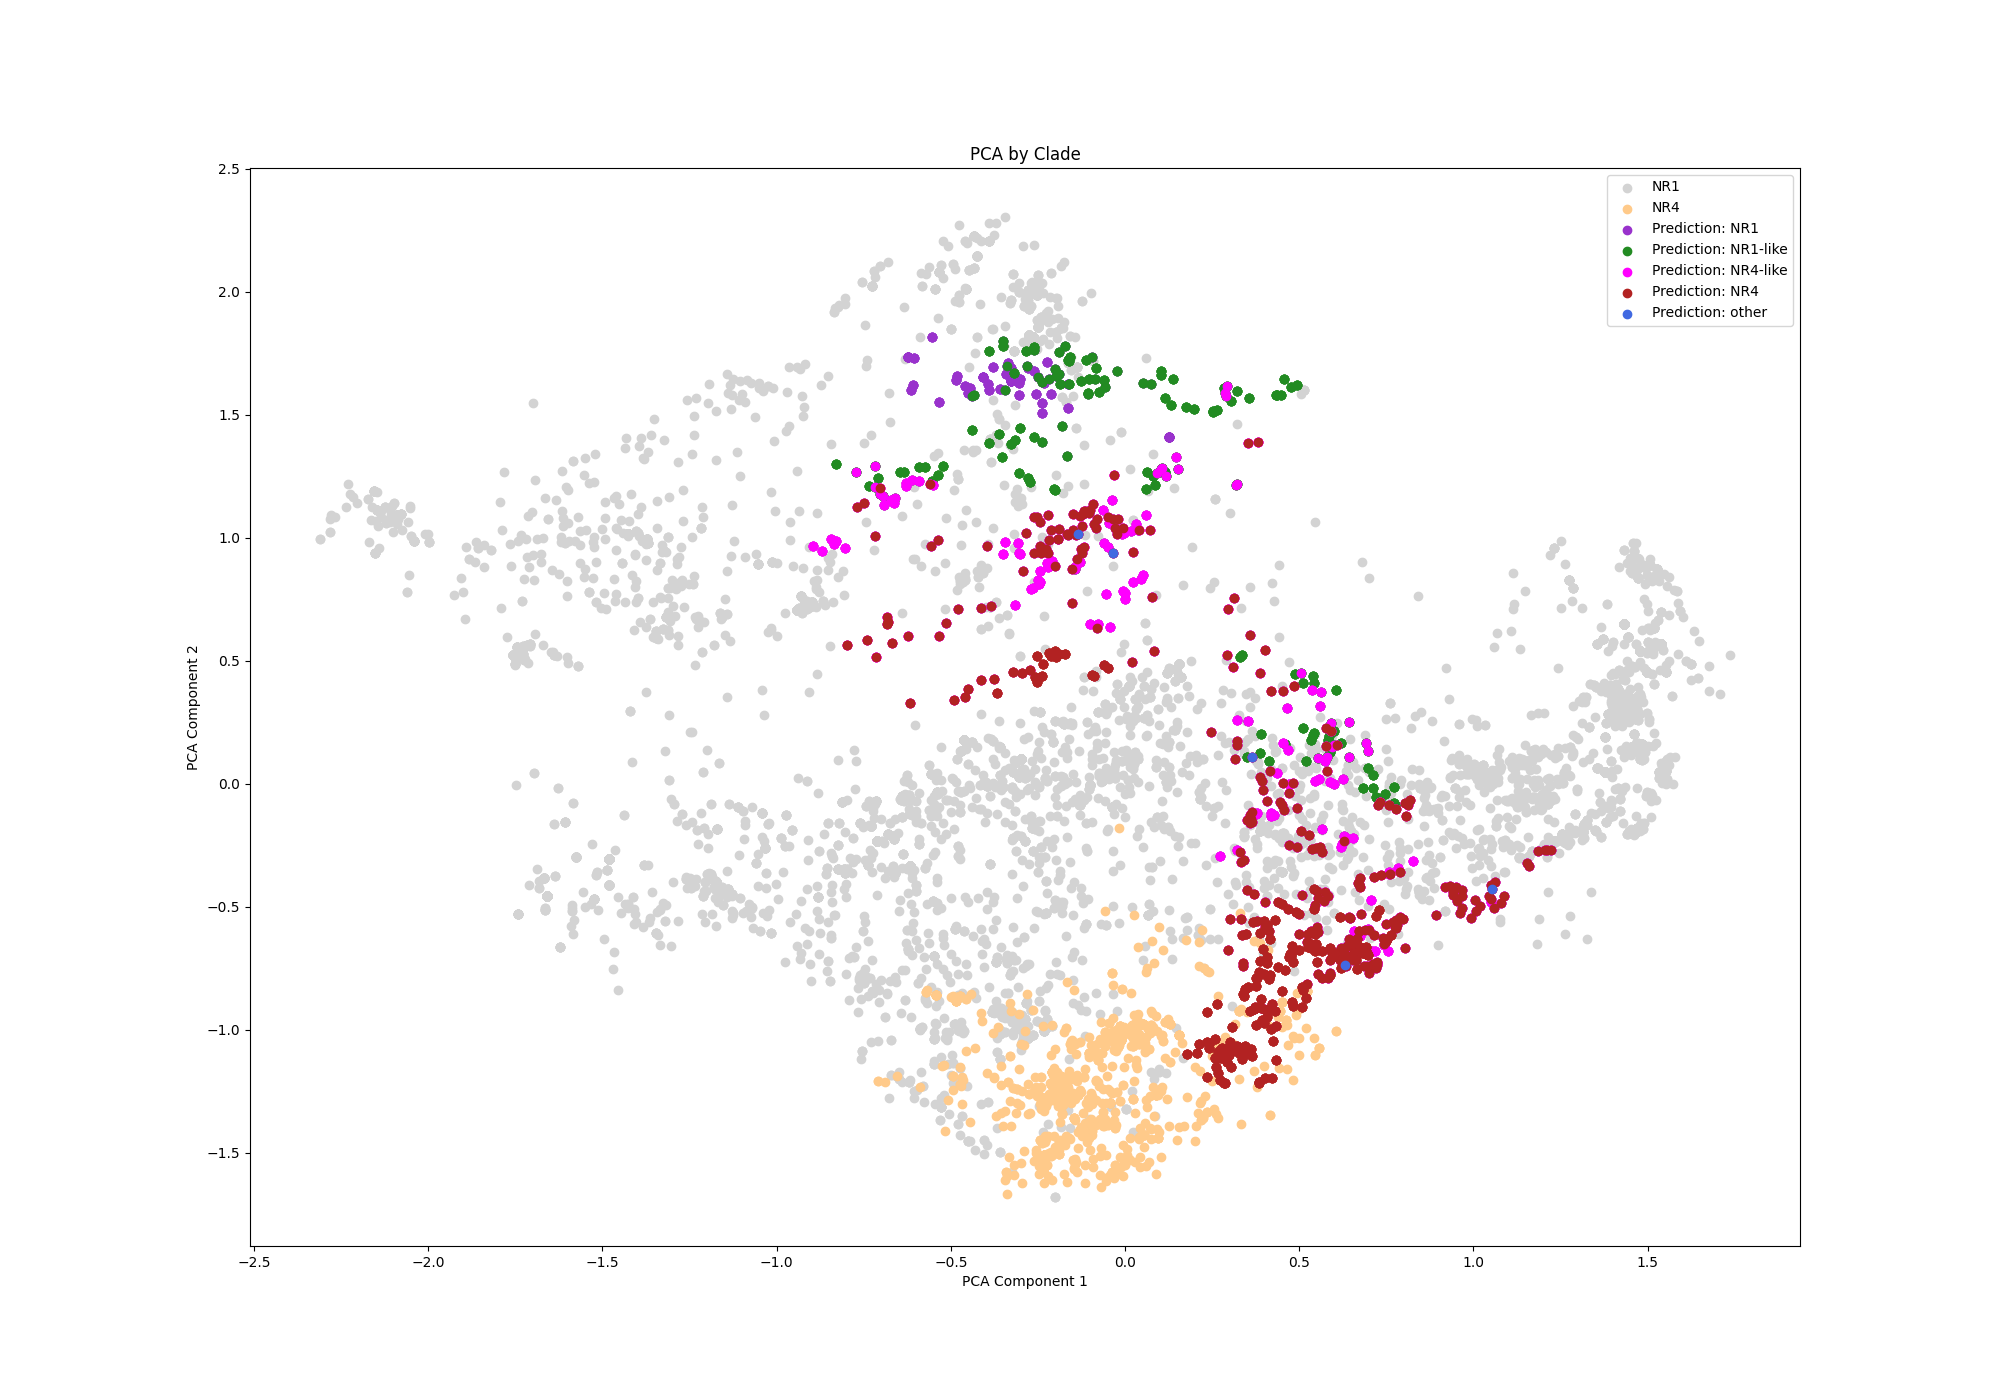 PCA by Clade
NR1
NR4
Prediction: NR1
Prediction: NR1-like
Prediction: NR4-like
Prediction: NR4
Prediction: other
2.5
2.0
1.5
1.0
0.5
0.0
−0.5
−1.0
−1.5
PCA Component 2
−2.5
−2.0
−1.5
−1.0
−0.5
0.0
0.5
1.0
1.5
PCA Component 1